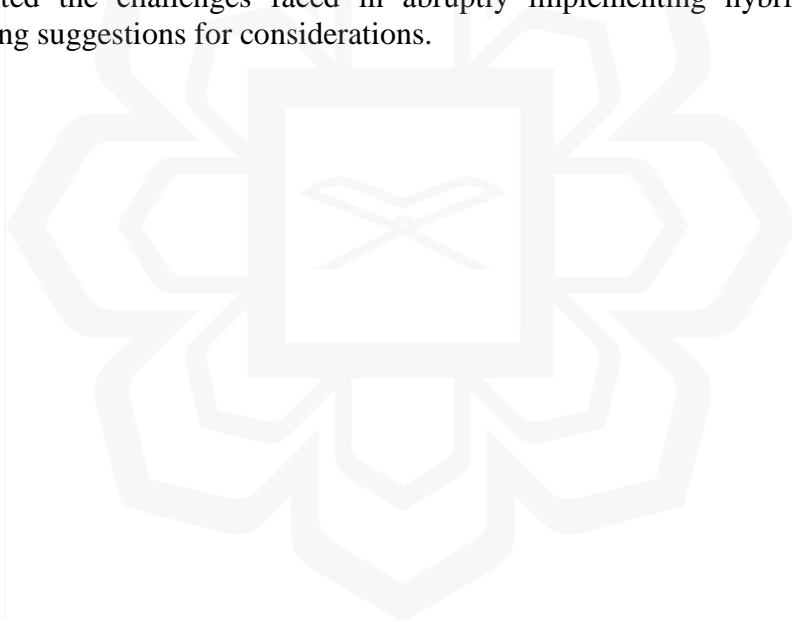 ted the challenges faced in abruptly implementing hybri
ng suggestions for considerations.